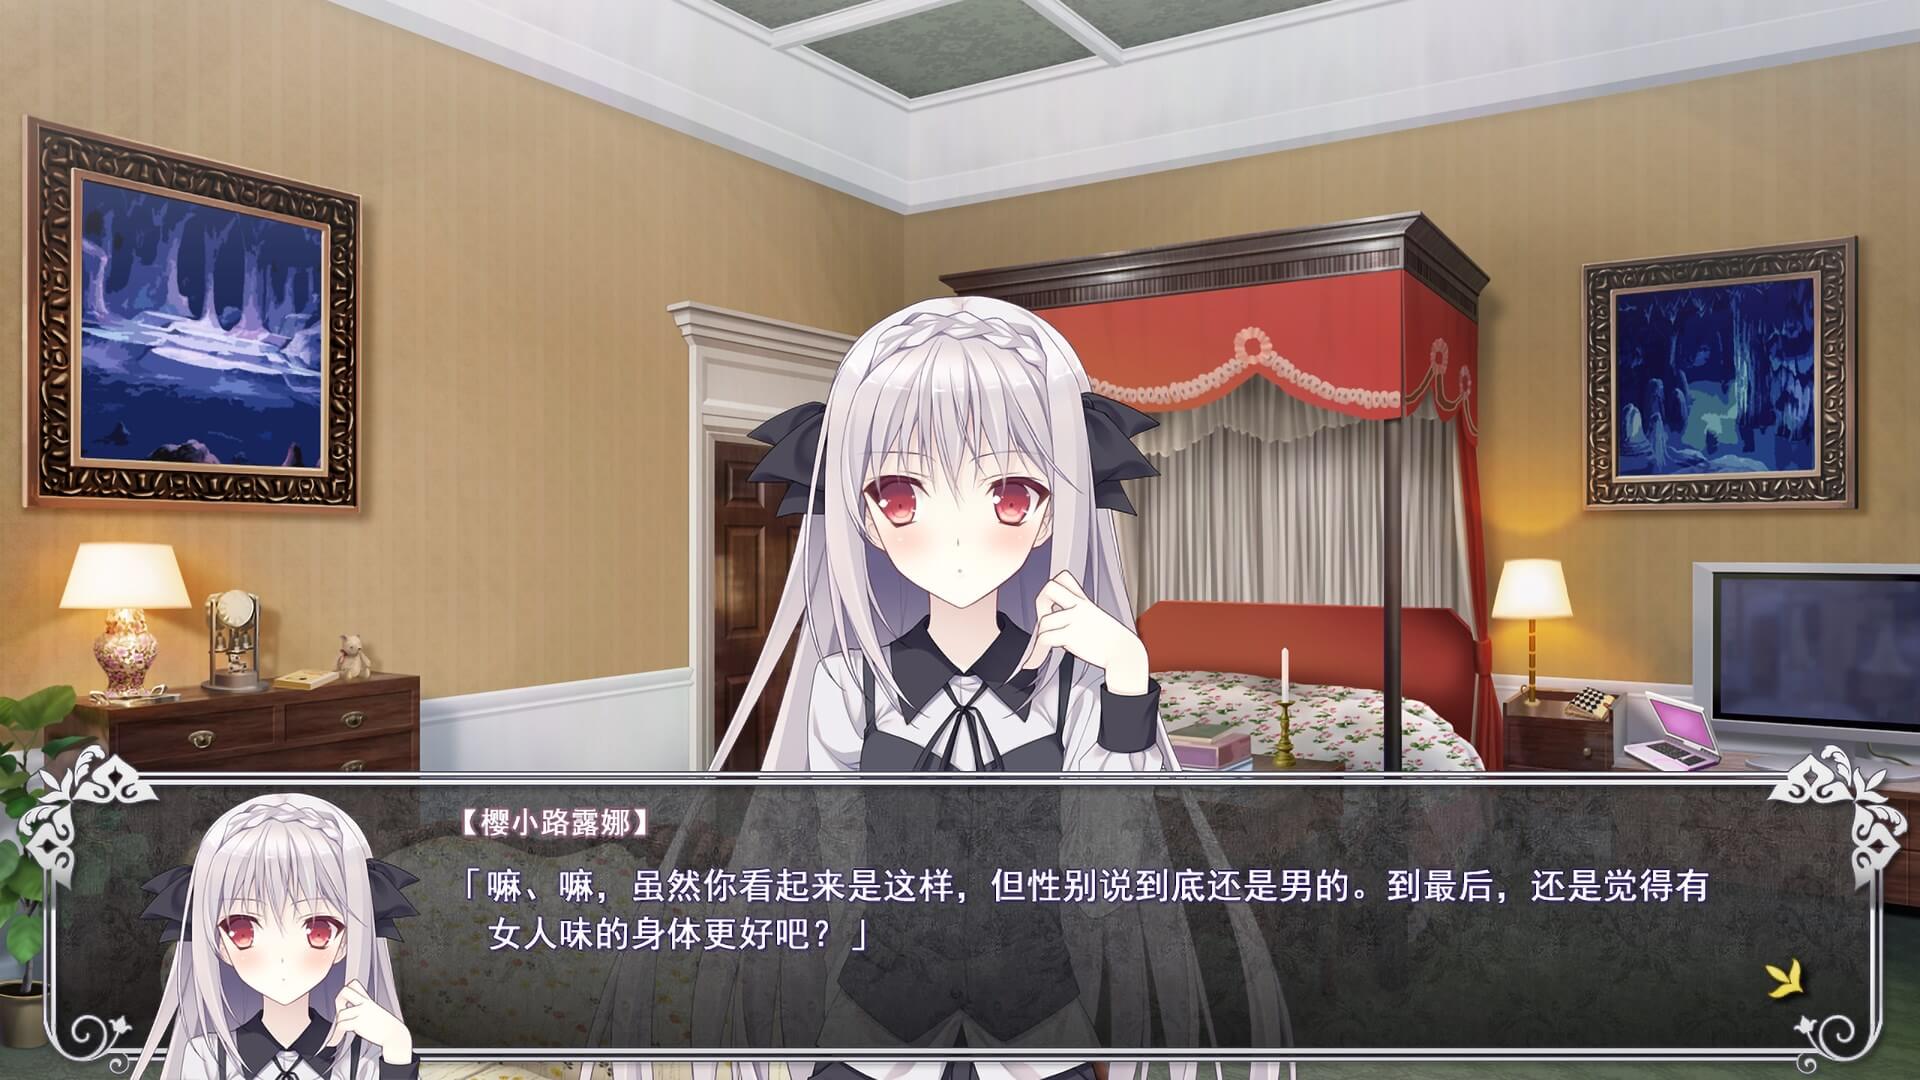 【樱小路露娜】
「嘛、嘛，虽然你看起来是这样，但性别说到底还是男的。到最后，还是觉得有
女人味的身体更好吧？」